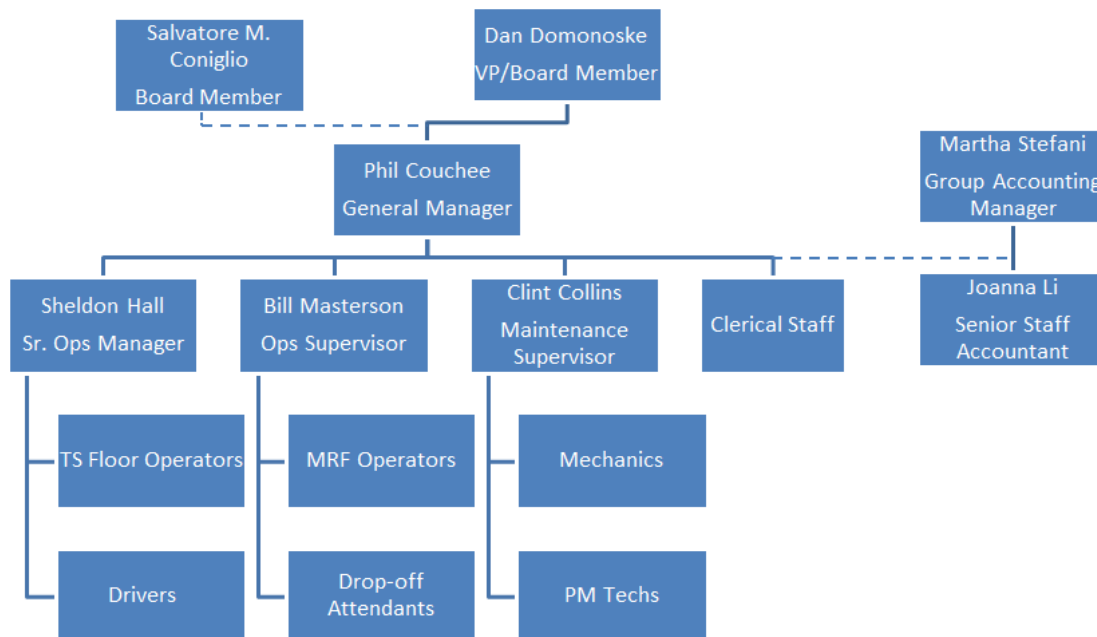 Salvatore M.
Coniglio
Board Member
Dan Domonoske
VP/Board Member
Phil Couchee
General Manager
Martha Stefani
Group Accounting
Manager
Sheldon Hall
Sr. Ops Manager
Bill Masterson
Ops Supervisor
Clint Collins
Maintenance
Supervisor
Clerical Staff
Joanna Li
Senior Staff
Accountant
TS Floor Operators
MRF Operators
Mechanics
Drivers
Drop-off
Attendants
PM Techs